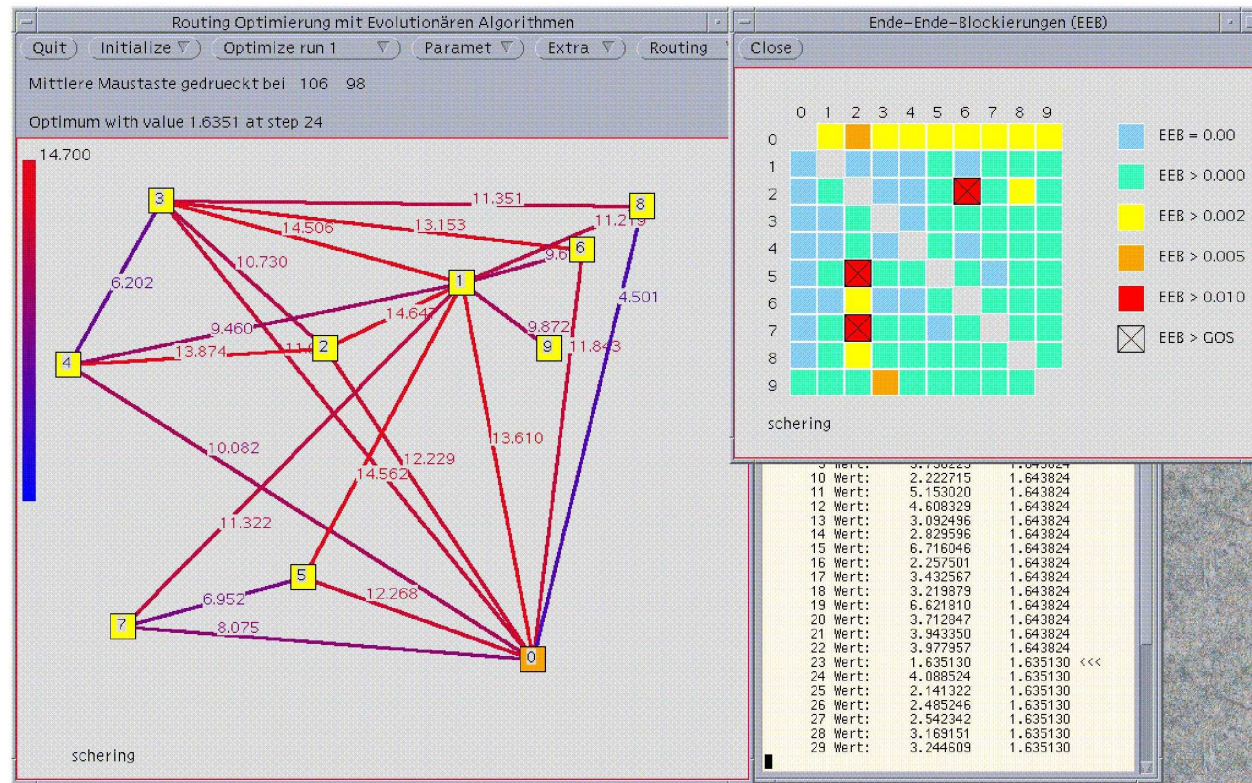 Routing Optimierung mit Evolutionären Algorithmen
Quit Initialize Optimize run 1 Paramet Extra Routing
Mittlere Maustaste gedrueckt bei 106 98
Optimum with value 1.6351 at step 24
14.700
3
8
11.351
11.219
14.506
13.153
6
10.730
9.6
6.202
1
4.501
14.647
9.460
9.872
2
9
11.843
13.874
4
13.610
10.082
12.229
14.562
11.322
5
6.952
12.268
7
8.075
0
schering
Ende-Ende-Blockierungen (EEB)
Close
0 1 2 3 4 5 6 7 8 9
0
1
2
3
4
5
6
7
8
9
EEB = 0.00
EEB > 0.000
EEB > 0.002
EEB > 0.005
EEB > 0.010
EEB > GOS
schering
10 Wert: 2.222715 1.643824
11 Wert: 5.153020 1.643824
12 Wert: 4.608329 1.643824
13 Wert: 3.092496 1.643824
14 Wert: 2.829596 1.643824
15 Wert: 6.716046 1.643824
16 Wert: 2.257501 1.643824
17 Wert: 3.432567 1.643824
18 Wert: 3.219879 1.643824
19 Wert: 6.621810 1.643824
20 Wert: 3.712847 1.643824
21 Wert: 3.943350 1.643824
22 Wert: 3.977957 1.643824
23 Wert: 1.635130 1.635130 <<<
24 Wert: 4.088524 1.635130
25 Wert: 2.141322 1.635130
26 Wert: 2.485246 1.635130
27 Wert: 2.542342 1.635130
28 Wert: 3.169151 1.635130
29 Wert: 3.244609 1.635130